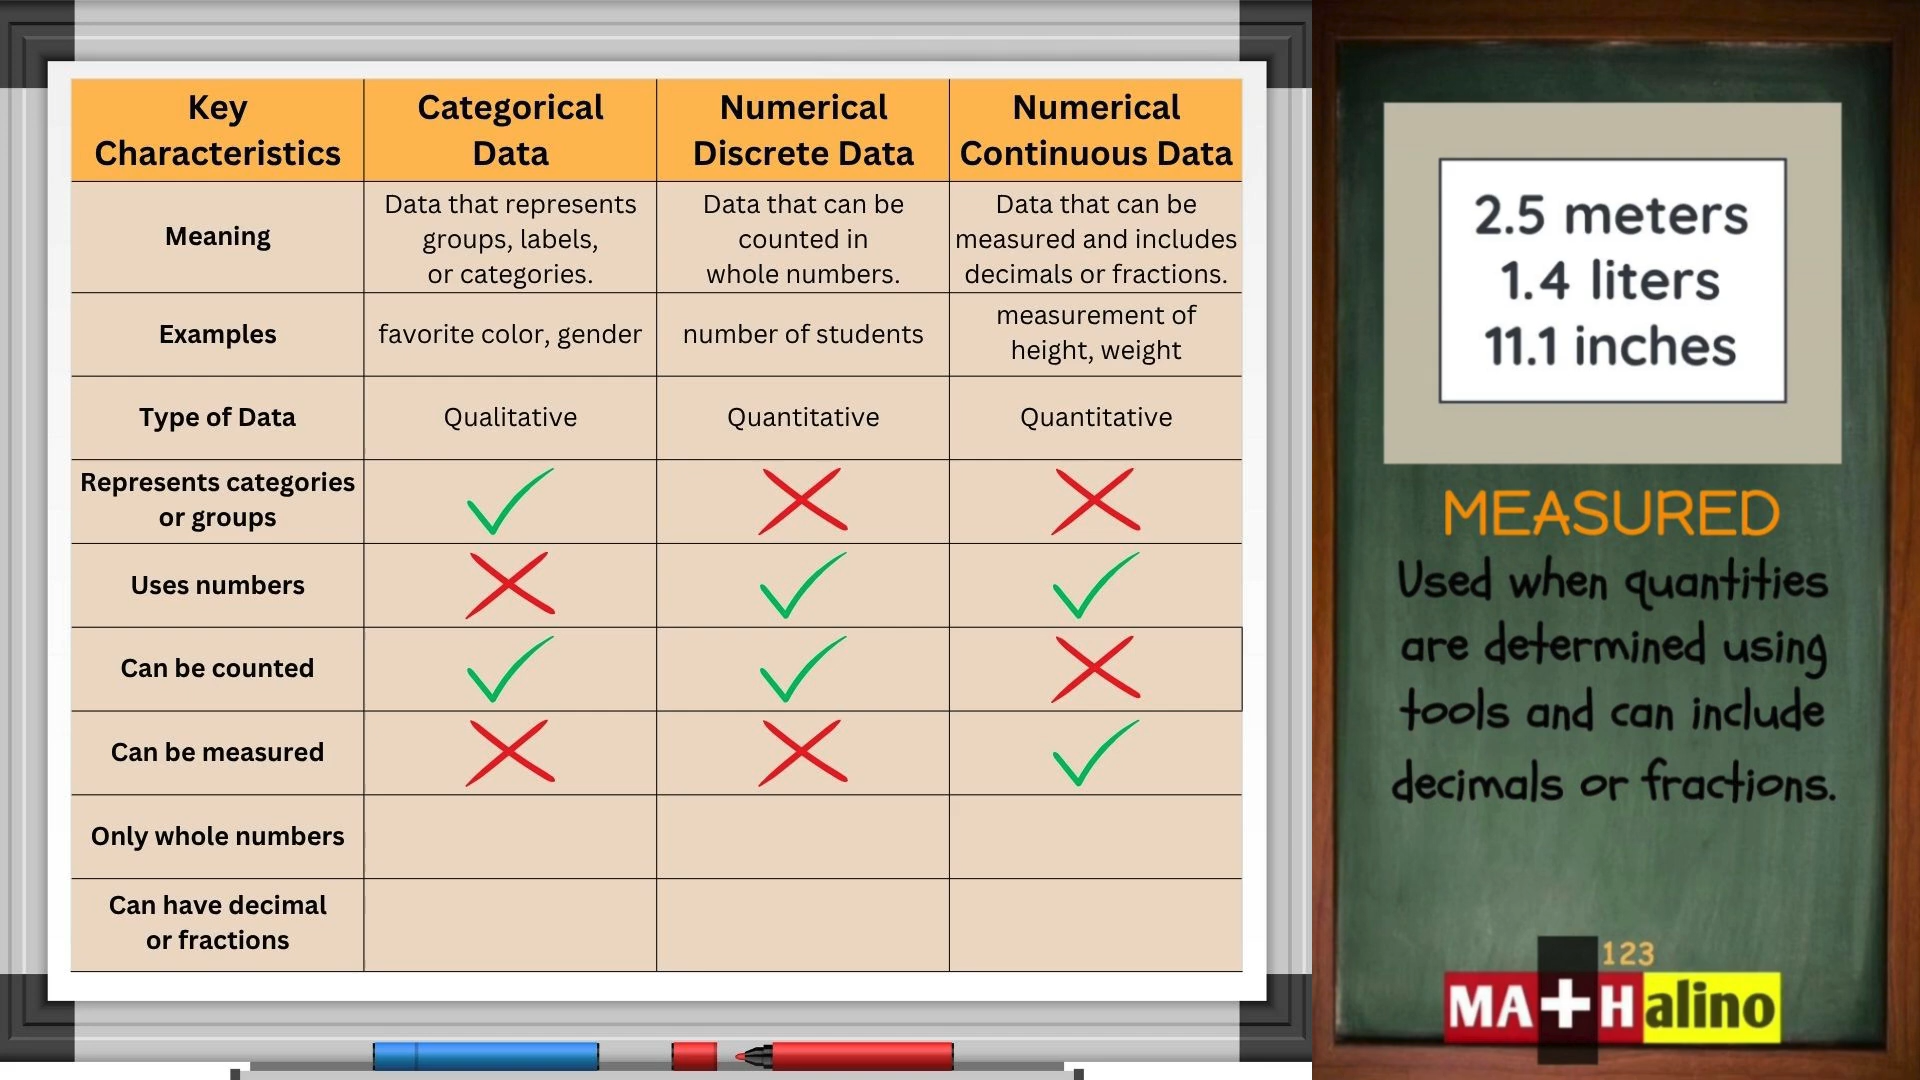 Key
Characteristics
Categorical
Data
Numerical
Discrete Data
Numerical
Continuous Data
Meaning
Data that represents
groups, labels,
or categories.
Data that can be
counted in
whole numbers.
Data that can be
measured and includes
decimals or fractions.
Examples
favorite color, gender
number of students
measurement of
height, weight
Type of Data
Qualitative
Quantitative
Quantitative
Represents categories
or groups
Uses numbers
Can be counted
Can be measured
Only whole numbers
Can have decimal
or fractions
2.5 meters
1.4 liters
11.1 inches
MEASURED
Used when quantities
are determined using
tools and can include
decimals or fractions.
123
MA+Halino